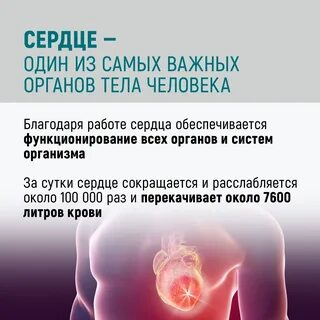 СЕРДЦЕ –
ОДИН ИЗ САМЫХ ВАЖНЫХ
ОРГАНОВ ТЕЛА ЧЕЛОВЕКА
Благодаря работе сердца обеспечивается
функционирование всех органов и систем
организма
За сутки сердце сокращается и расслабляется
около 100 000 раз и перекачивает около 7600
литров крови